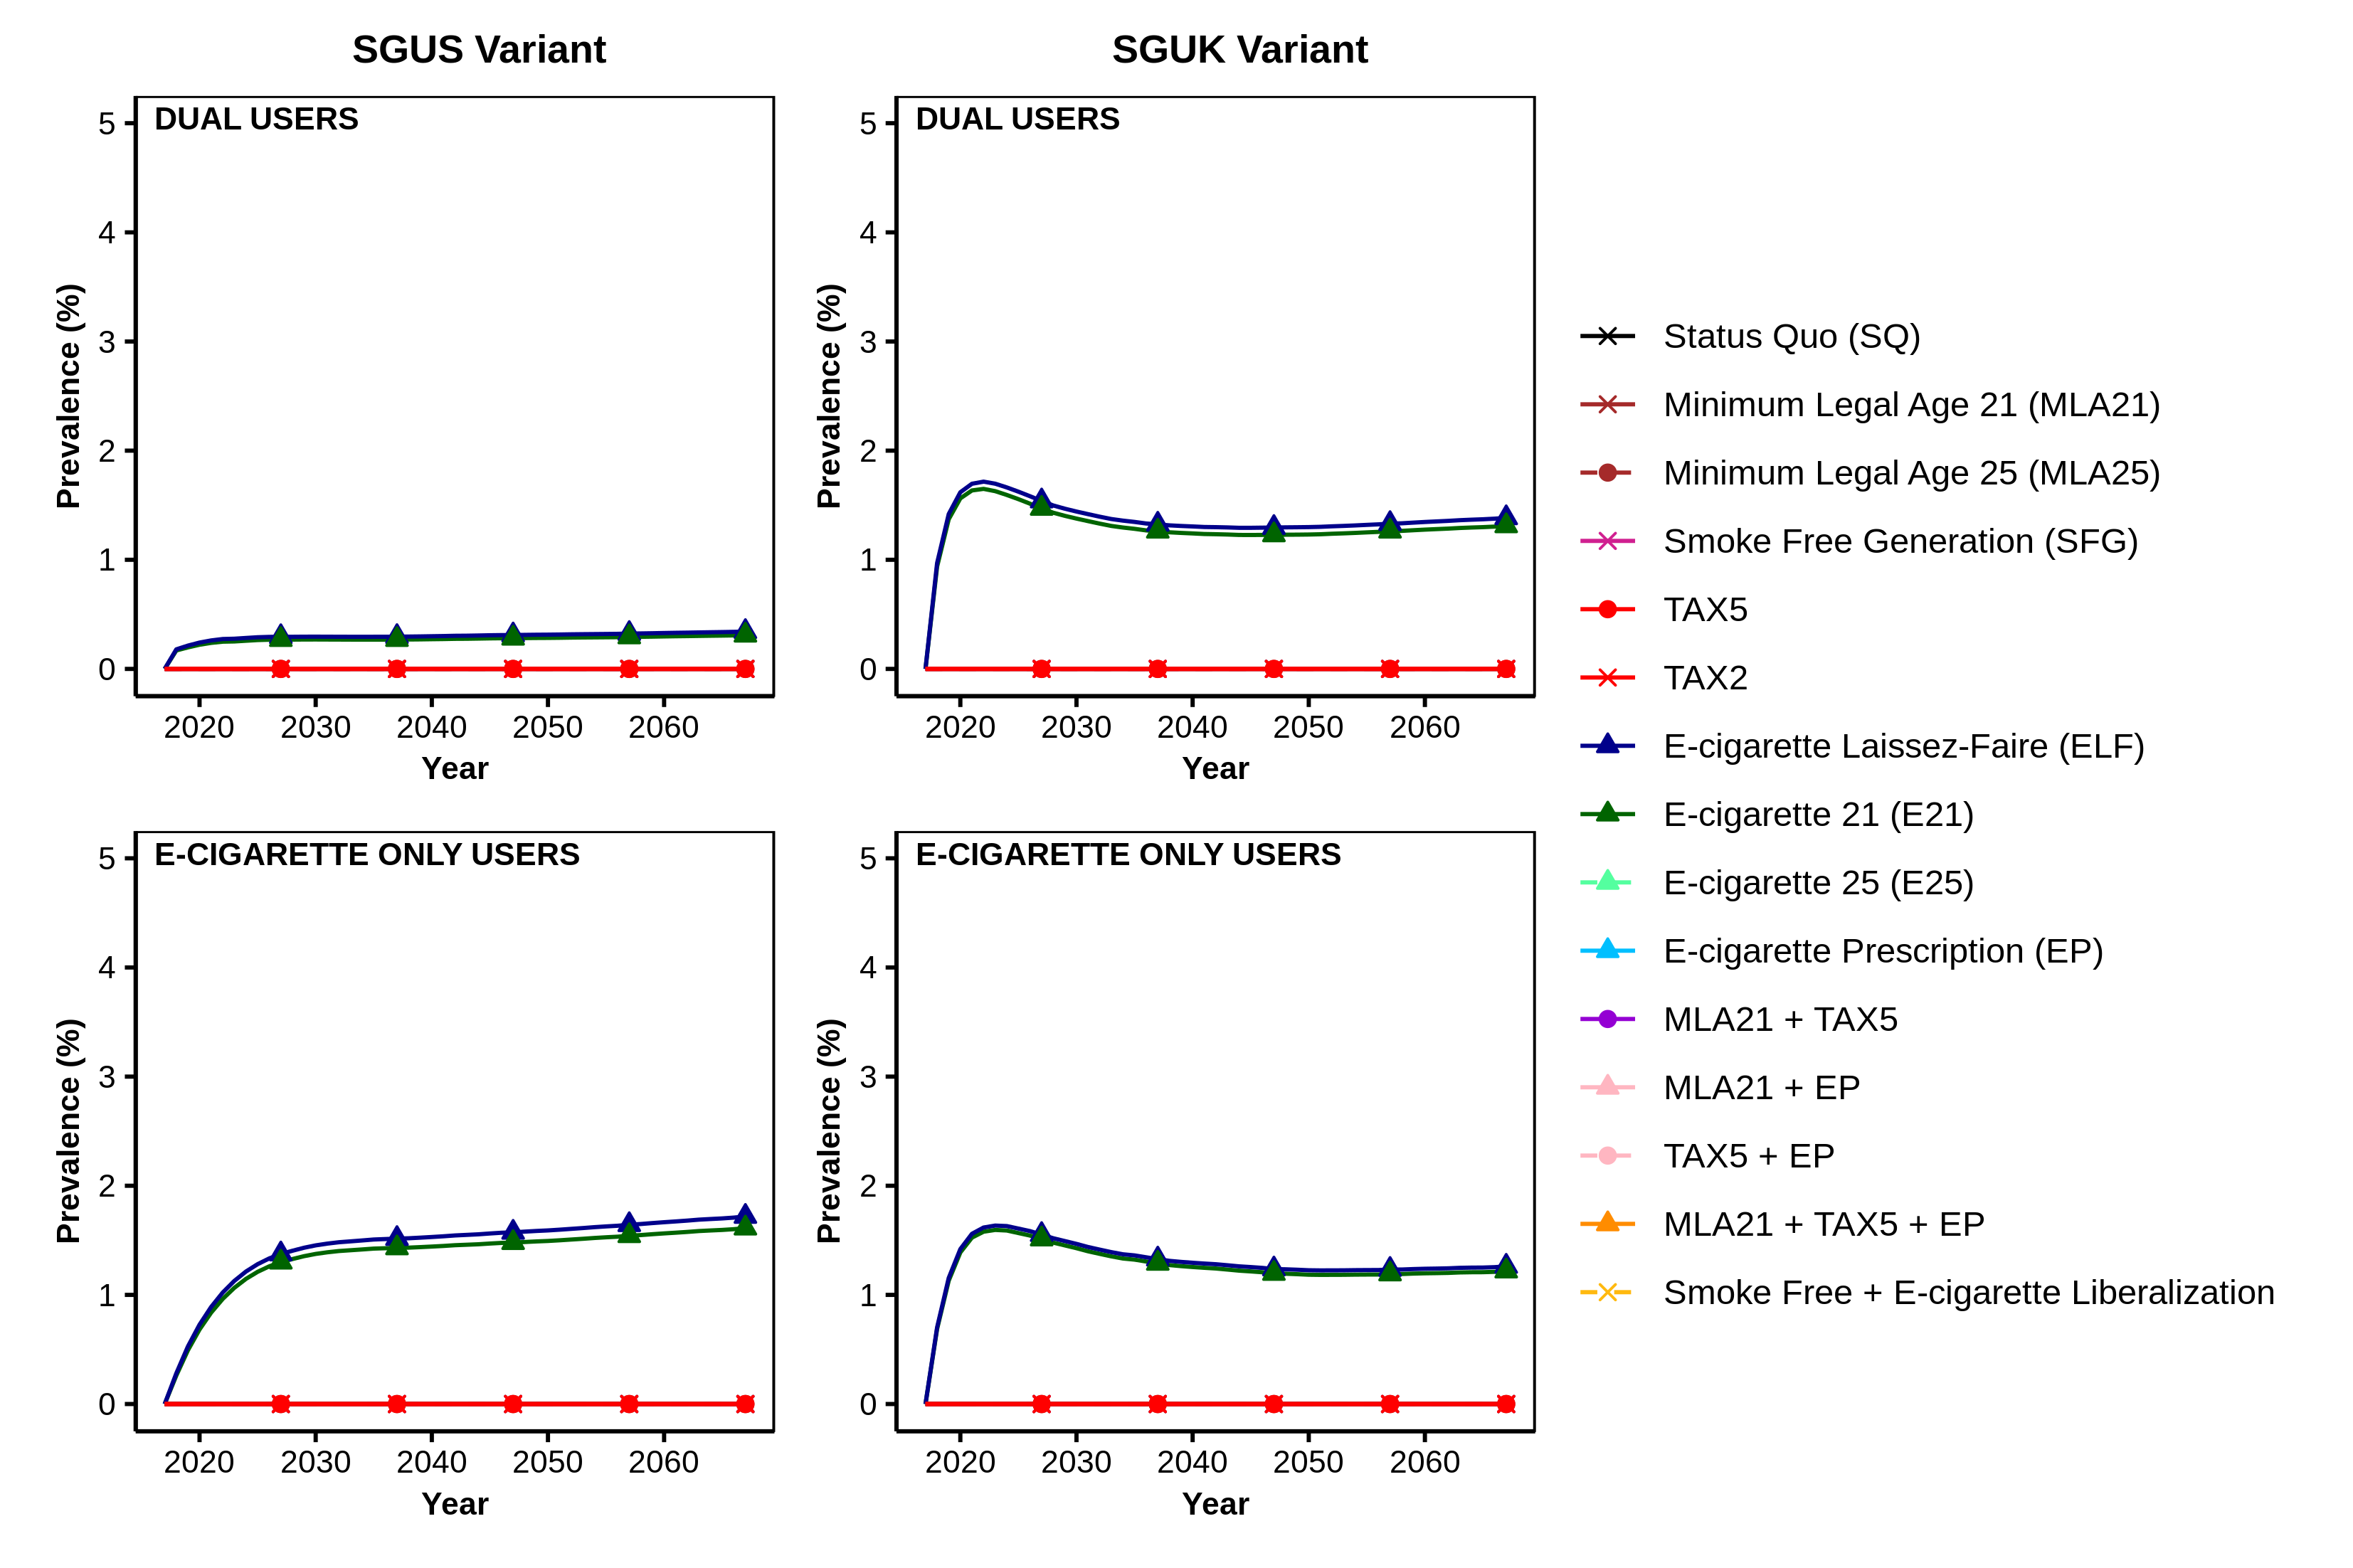 SGUS Variant
SGUK Variant
DUAL USERS
5
4
3
2
1
0
Prevalence (%)
2020 2030 2040 2050 2060
Year
DUAL USERS
5
4
3
2
1
0
Prevalence (%)
2020 2030 2040 2050 2060
Year
E-CIGARETTE ONLY USERS
5
4
3
2
1
0
Prevalence (%)
2020 2030 2040 2050 2060
Year
E-CIGARETTE ONLY USERS
5
4
3
2
1
0
Prevalence (%)
2020 2030 2040 2050 2060
Year
Status Quo (SQ)
Minimum Legal Age 21 (MLA21)
Minimum Legal Age 25 (MLA25)
Smoke Free Generation (SFG)
TAX5
TAX2
E-cigarette Laissez-Faire (ELF)
E-cigarette 21 (E21)
E-cigarette 25 (E25)
E-cigarette Prescription (EP)
MLA21 + TAX5
MLA21 + EP
TAX5 + EP
MLA21 + TAX5 + EP
Smoke Free + E-cigarette Liberalization